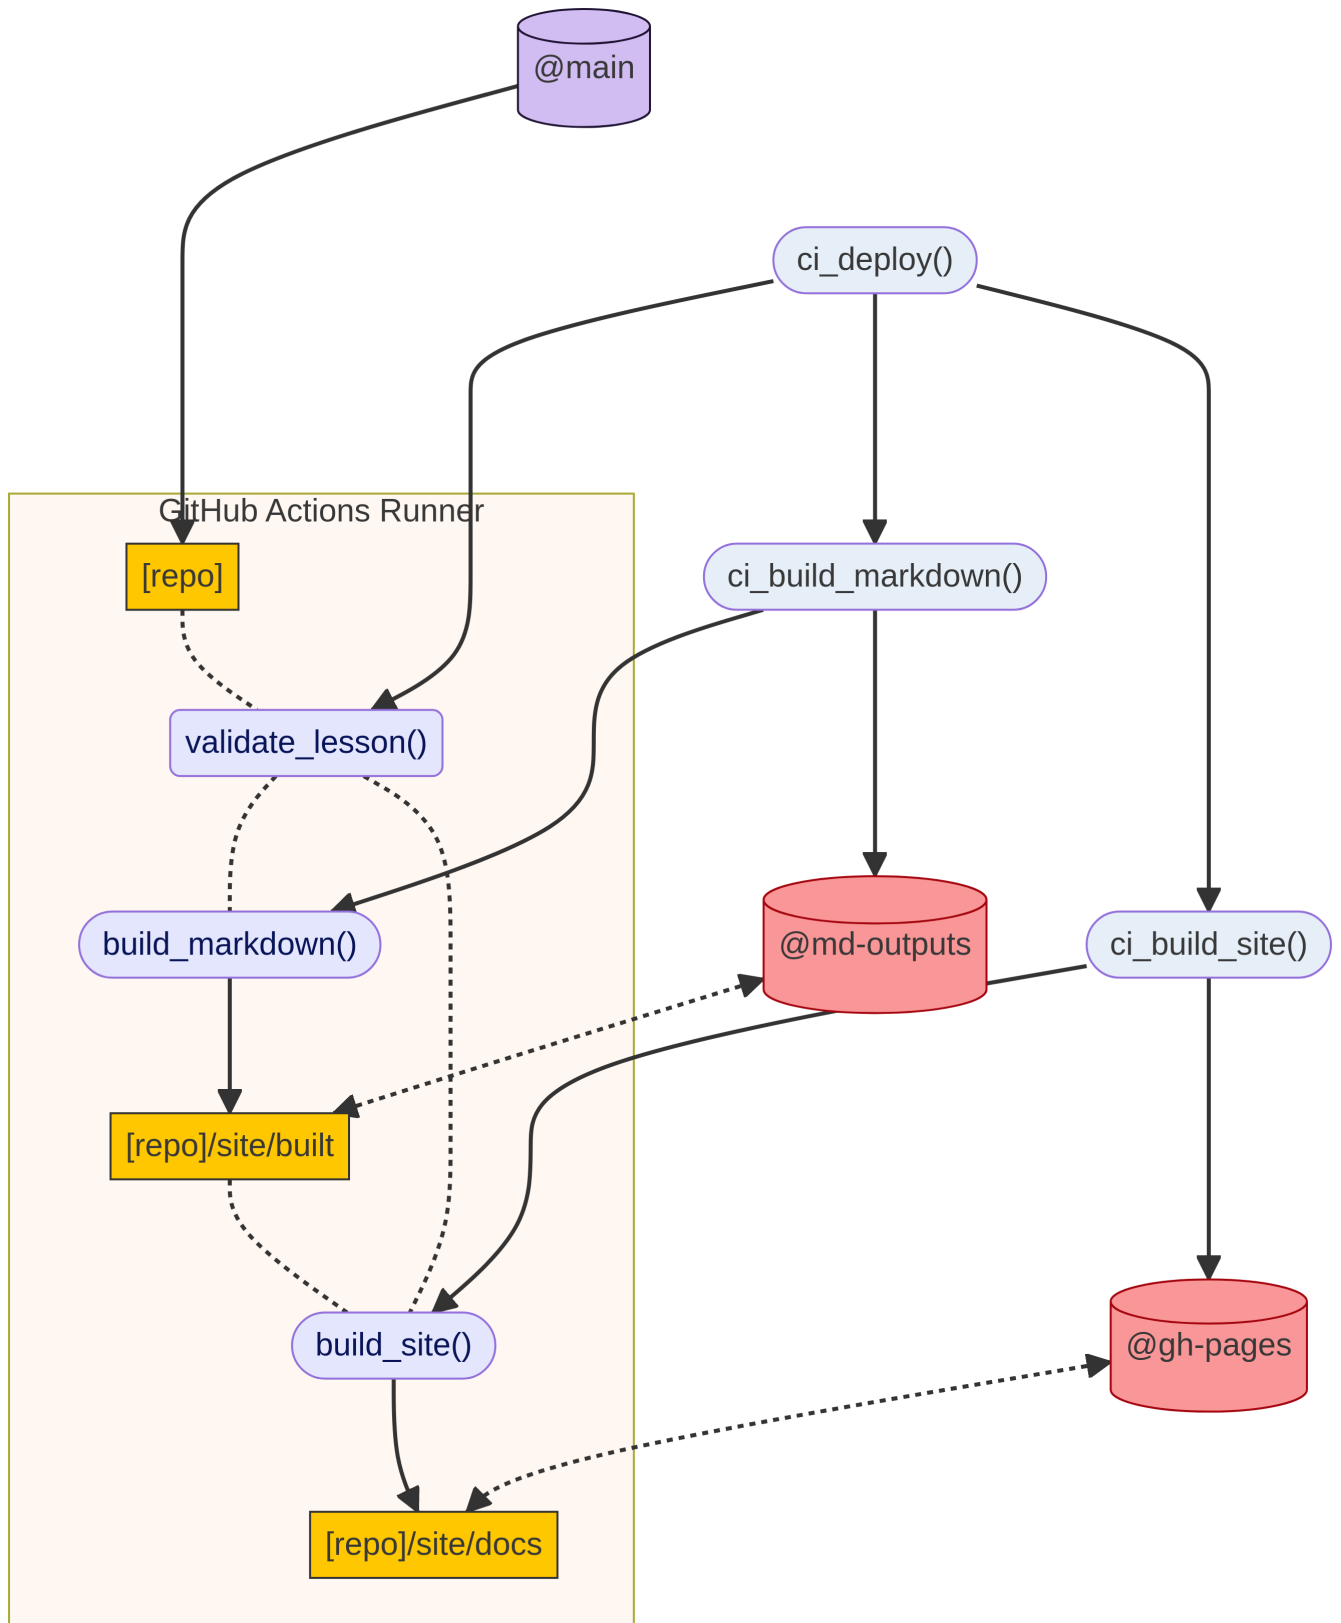 @main
ci_deploy()
GitHub Actions Runner
[repo]
ci_build_markdown()
validate_lesson()
build_markdown()
@md-outputs
ci_build_site()
[repo]/site/built
build_site()
@gh-pages
[repo]/site/docs